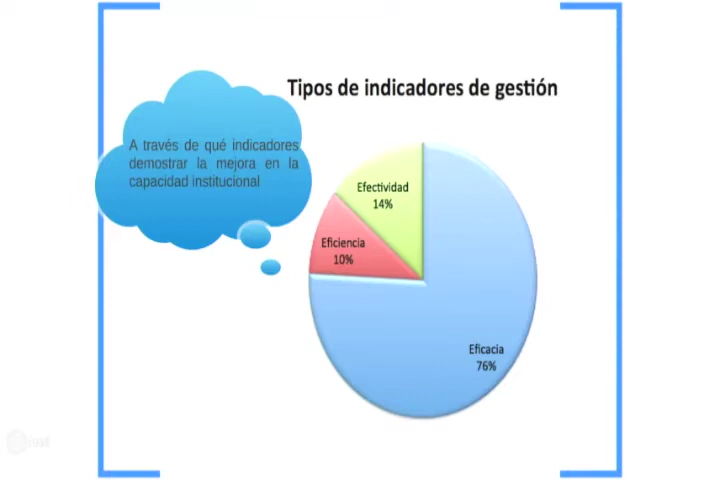 Tipos de indicadores de gestión
A través de qué indicadores
demostrar la mejora en la
capacidad institucional
Efectividad
14%
Eficiencia
10%
Eficacia
76%